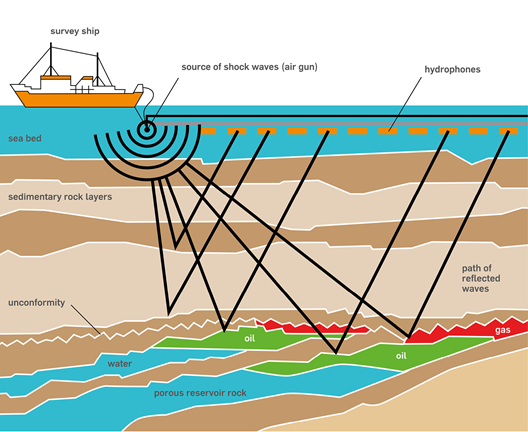 survey ship
source of shock waves (air gun)
hydrophones
sea bed
sedimentary rock layers
path of
reflected
waves
unconformity
gas
oil
oil
water
porous reservoir rock